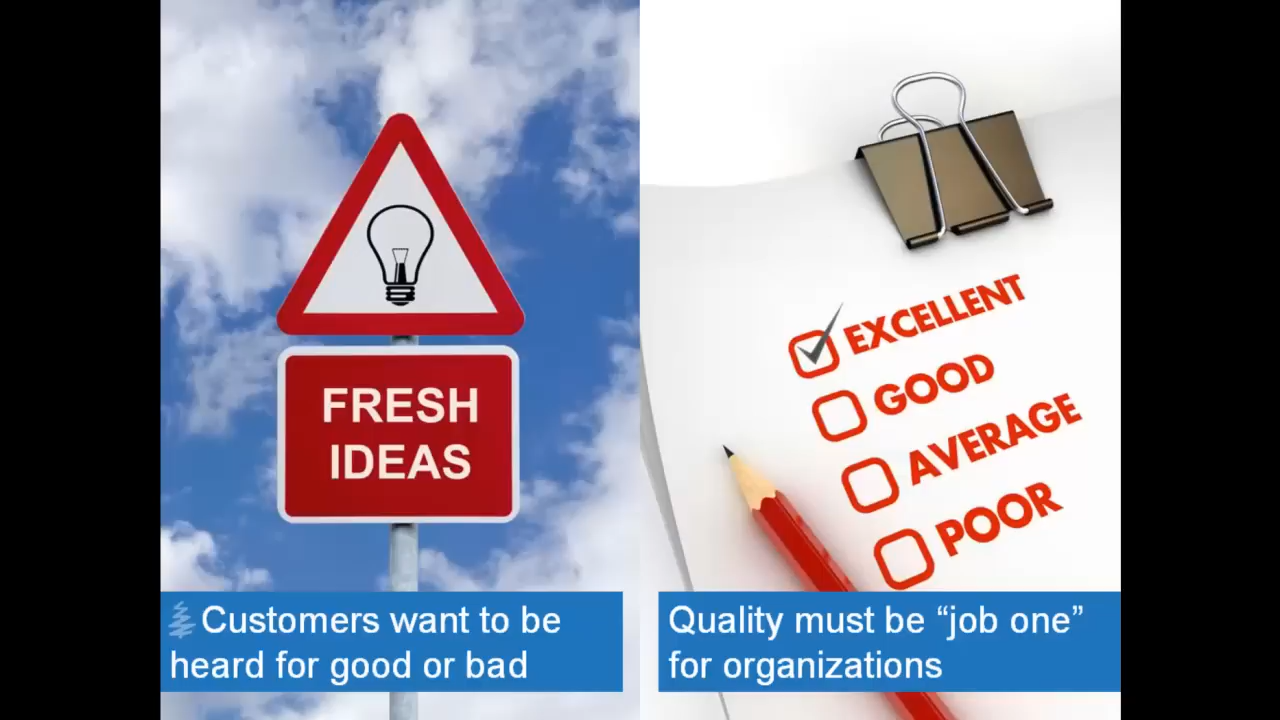 FRESH
IDEAS
Customers want to be
heard for good or bad
EXCELLENT
GOOD
AVERAGE
POOR
Quality must be “job one”
for organizations